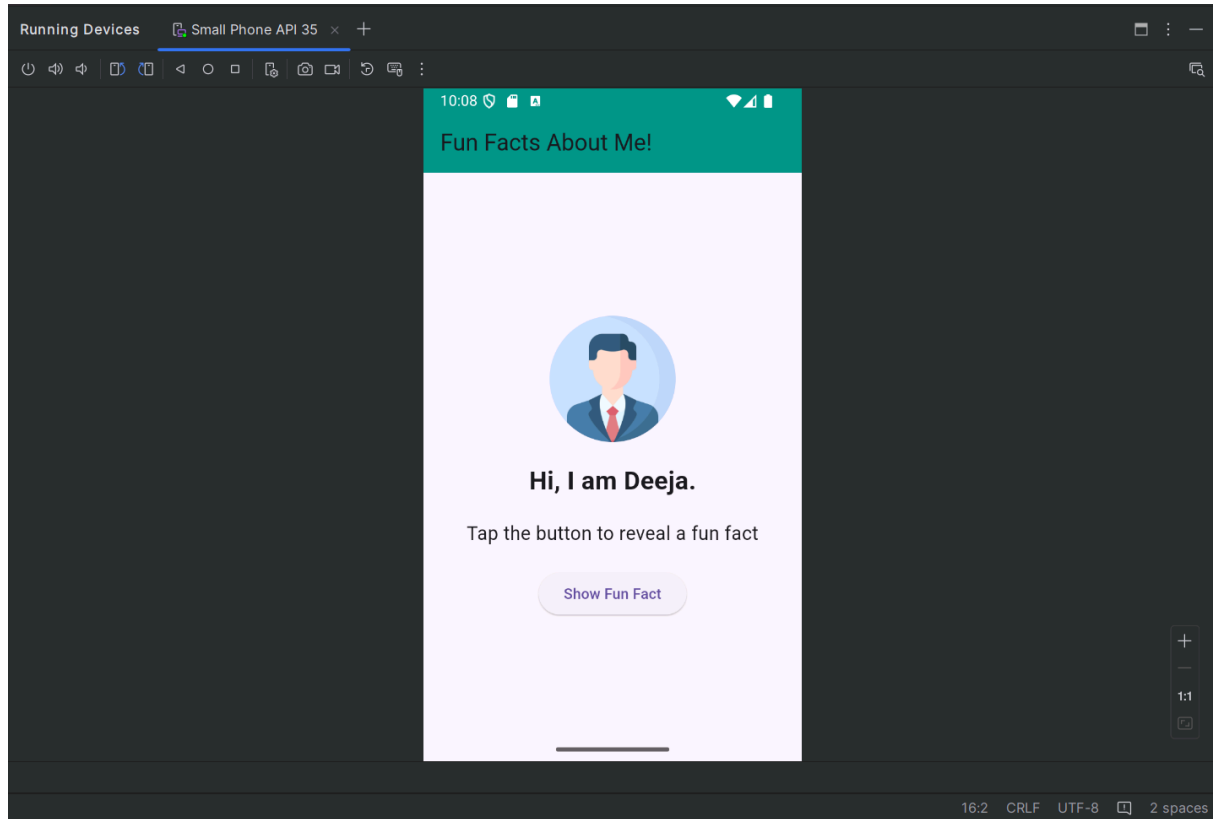 Running Devices Small Phone API 35
10:08
Fun Facts About Me!
Hi, I am Deeja.
Tap the button to reveal a fun fact
Show Fun Fact
1:1
16:2 CRLF UTF-8 2 spaces